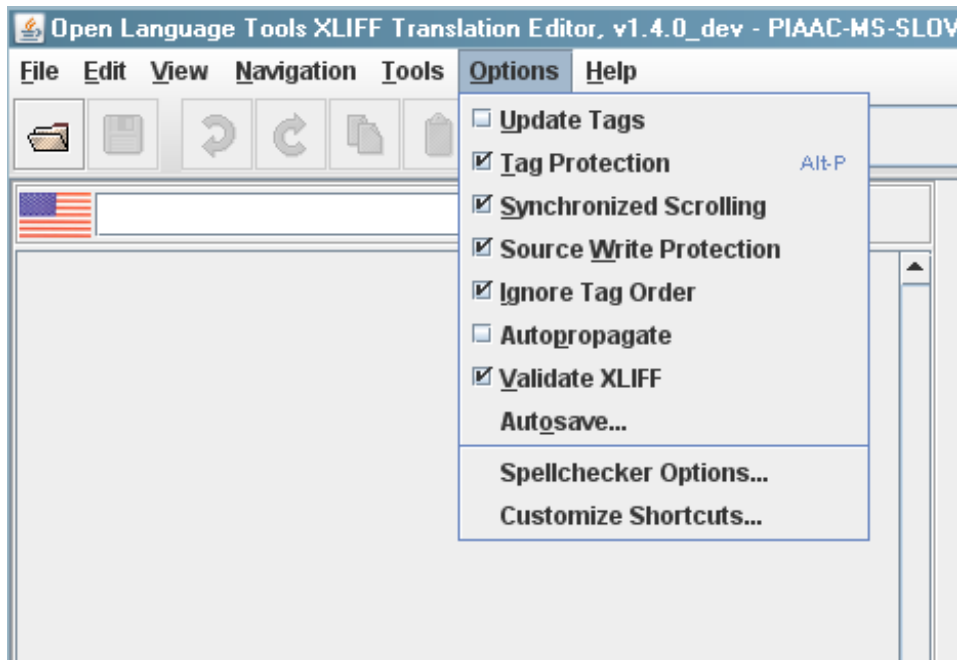 Open Language Tools XLIFF Translation Editor, v1.4.0_dev - PIAAC-MS-SLOV
File Edit View Navigation Tools Options Help
Update Tags
Tag Protection Alt-P
Synchronized Scrolling
Source Write Protection
Ignore Tag Order
Autopropagate
Validate XLIFF
Autosave...
Spellchecker Options...
Customize Shortcuts...